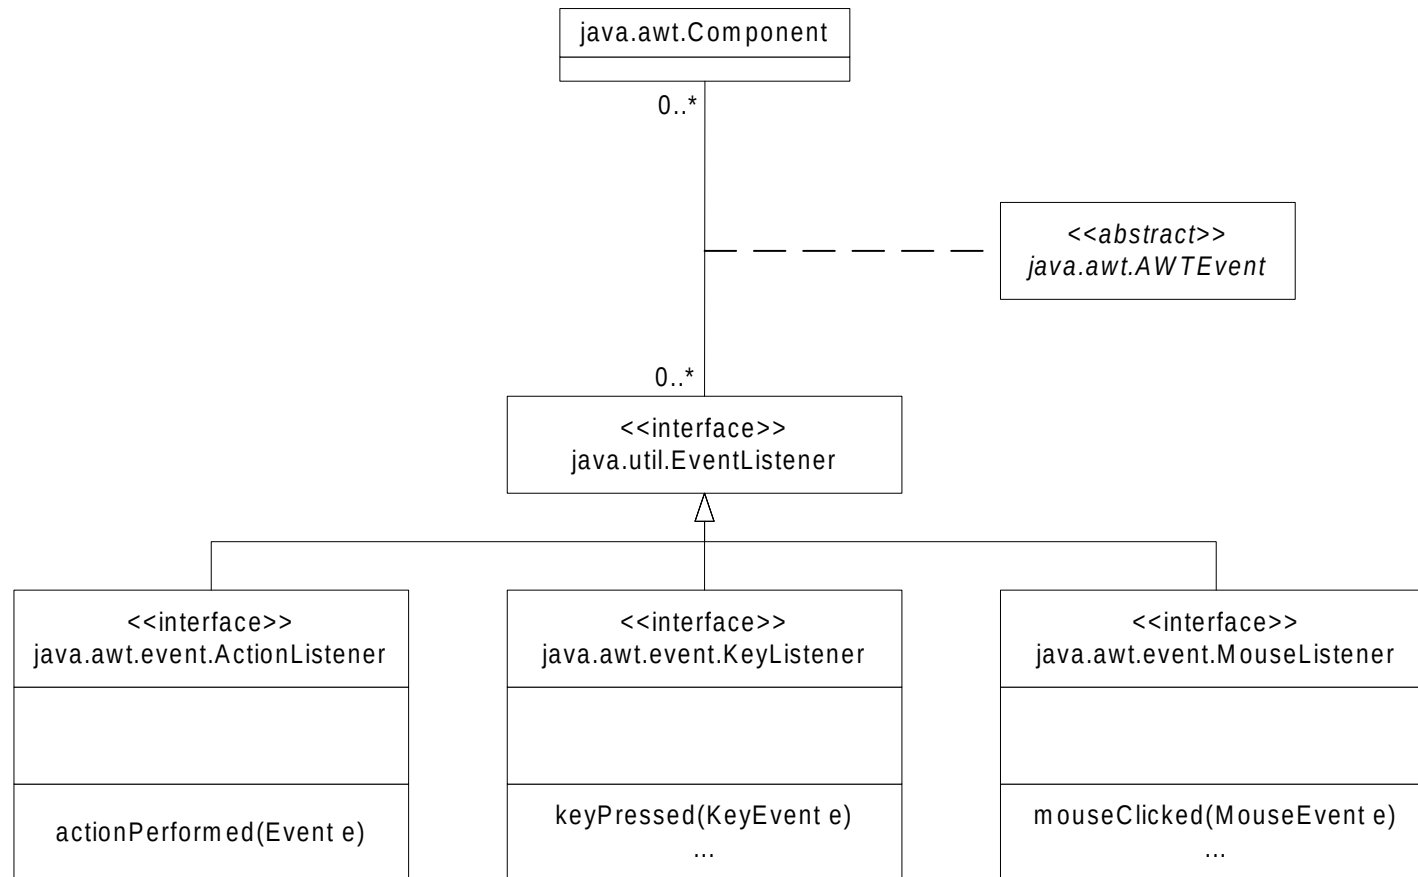 java.awt.Component
0..*
<<abstract>>
java.awt.AWTEvent
0..*
<<interface>>
java.util.EventListener
<<interface>>
java.awt.event.ActionListener
actionPerformed(Event e)
<<interface>>
java.awt.event.KeyListener
keyPressed(KeyEvent e)
...
<<interface>>
java.awt.event.MouseListener
mouseClicked(MouseEvent e)
...